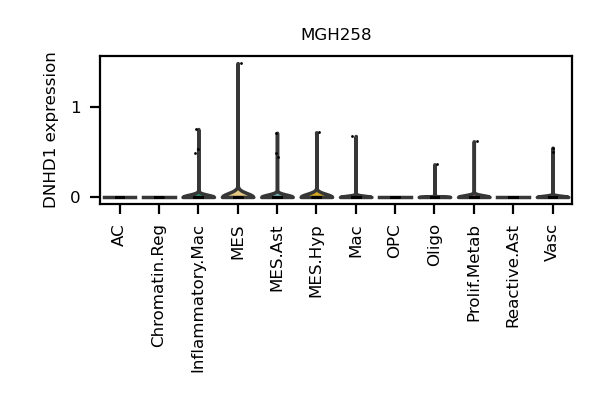 MGH258
DNHD1 expression
1
0
AC
Chromatin.Reg
Inflammatory.Mac
MES
MES.Ast
MES.Hyp
Mac
OPC
Oligo
Prolif.Metab
Reactive.Ast
Vasc